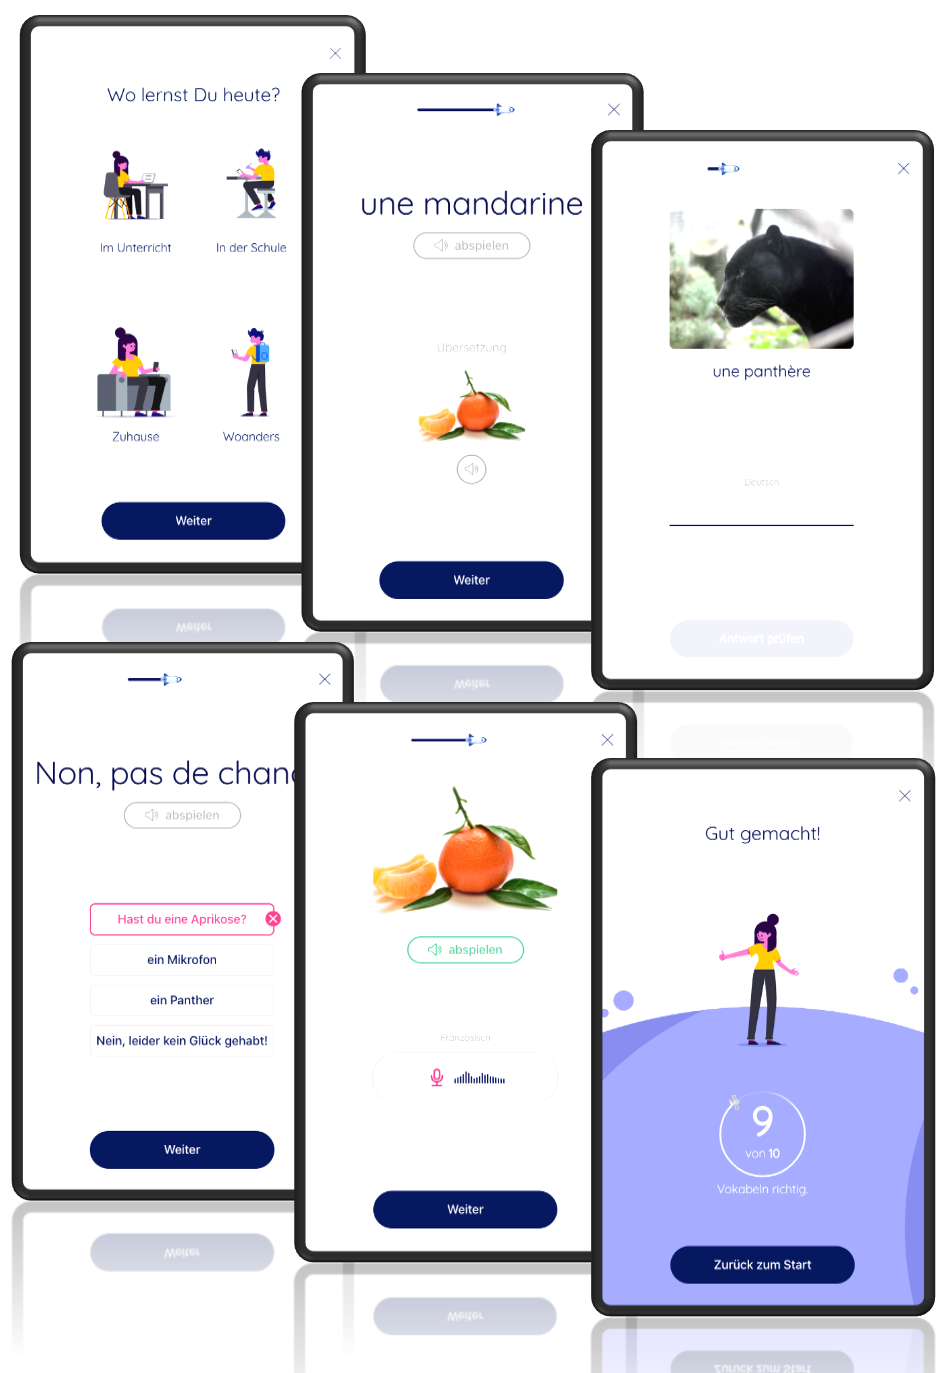 Wo lernst Du heute?
Im Unterricht
In der Schule
Zuhause
Woanders
Weiter
une mandarine
abspielen
Übersetzung
Weiter
une panthère
Deutsch
Antwort prüfen
Non, pas de chanc
abspielen
Hast du eine Aprikose?
ein Mikrofon
ein Panther
Nein, leider kein Glück gehabt!
Weiter
abspielen
Französisch
Weiter
Gut gemacht!
9
von 10
Vokabeln richtig.
Zurück zum Start